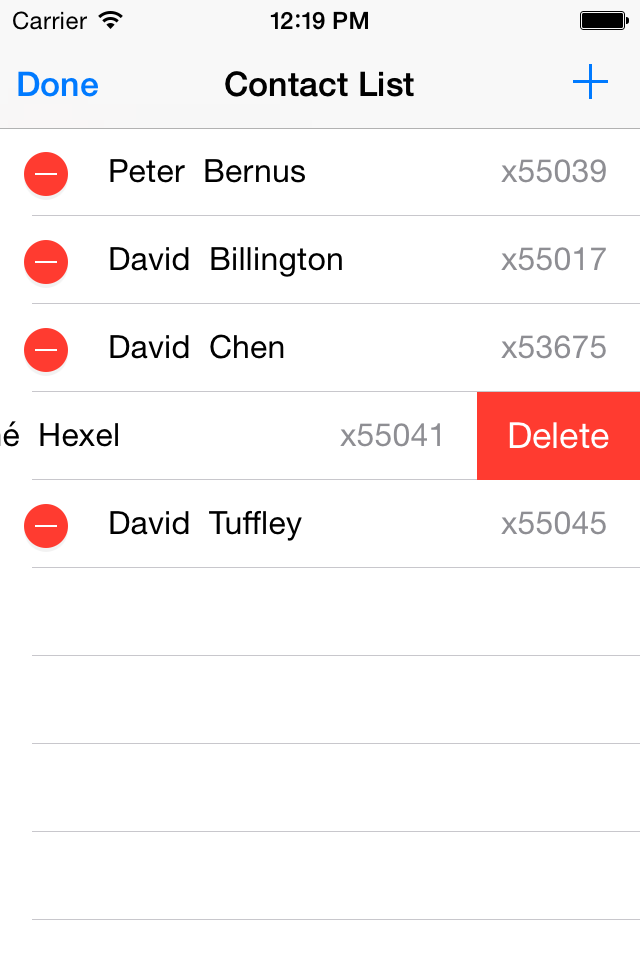 Carrier 12:19 PM
Done Contact List
Peter Bernus x55039
David Billington x55017
David Chen x53675
é Hexel x55041 Delete
David Tuffley x55045